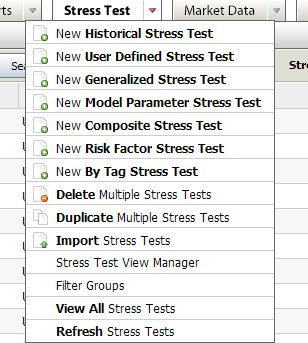 Stress Test
Market Data
New Historical Stress Test
New User Defined Stress Test
New Generalized Stress Test
New Model Parameter Stress Test
New Composite Stress Test
New Risk Factor Stress Test
New By Tag Stress Test
Delete Multiple Stress Tests
Duplicate Multiple Stress Tests
Import Stress Tests
Stress Test View Manager
Filter Groups
View All Stress Tests
Refresh Stress Tests